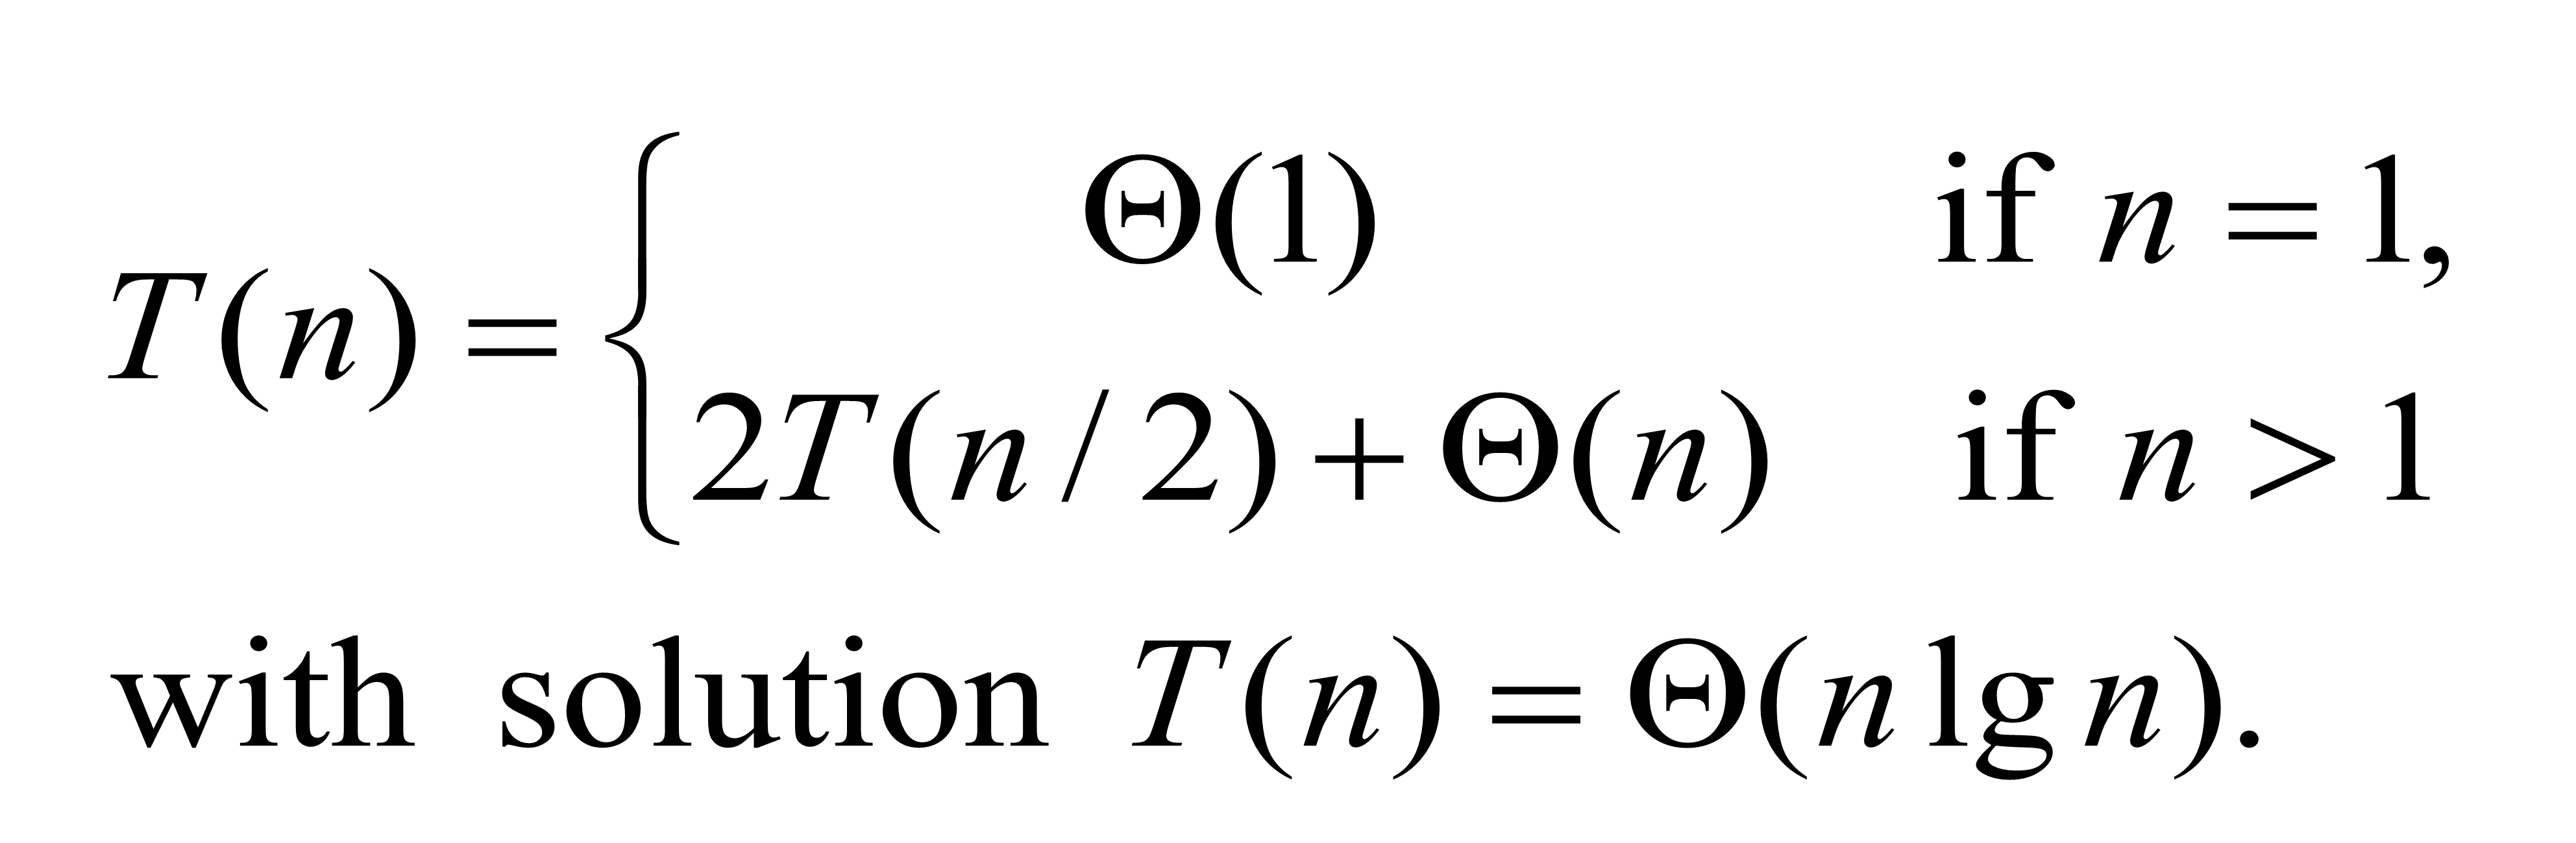 T(n) = { Θ(1) if n = 1,
2T(n / 2) + Θ(n) if n > 1
with solution T(n) = Θ(n lg n).